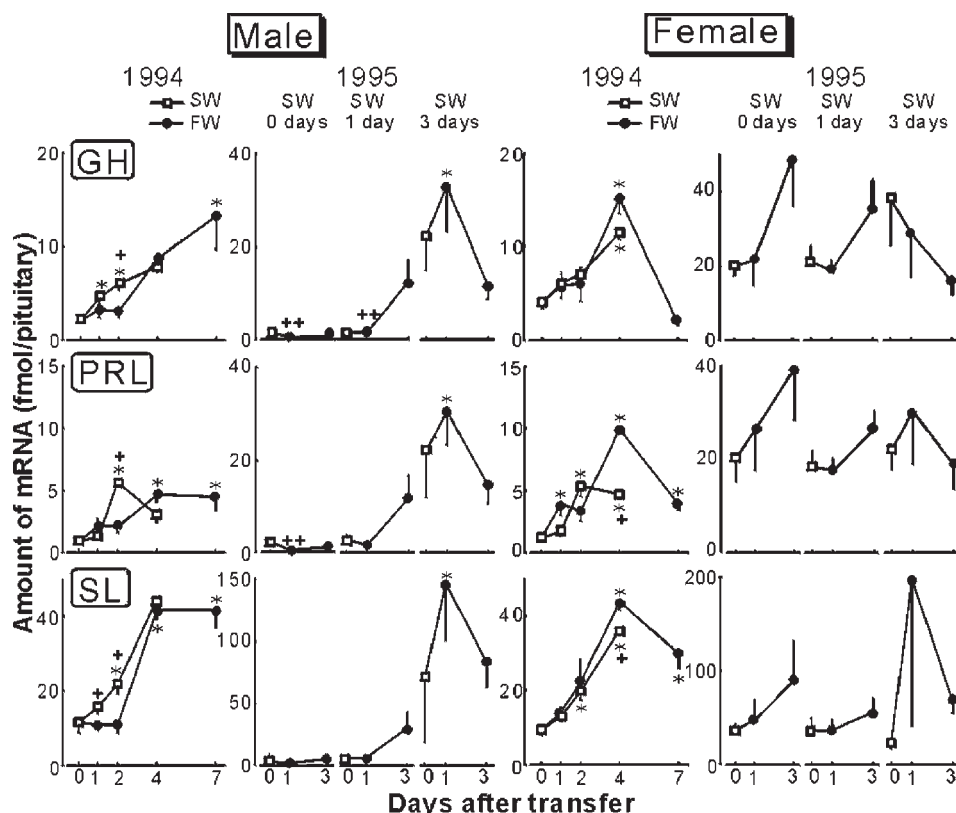 Male Female
1994 1995 1994 1995
SW FW
SW 0 days SW 1 day SW 3 days
SW FW
SW 0 days SW 1 day SW 3 days
Amount of mRNA (fmol/pituitary)
GH
20 10 0
40 20 0
20 10 0
40 20 0
* + * *
++ ++ *
* *
PRL
15 10 5 0
40 20 0
15 10 5 0
40 20 0
+ * * *
++ *
* * * * + *
SL
40 20 0
150 100 50 0
40 20 0
200 100 0
+ + * * *
*
* * * + *
0 1 2 4 7
0 1 3 0 1 3 0 1 3
0 1 2 4 7
0 1 3 0 1 3 0 1 3
Days after transfer